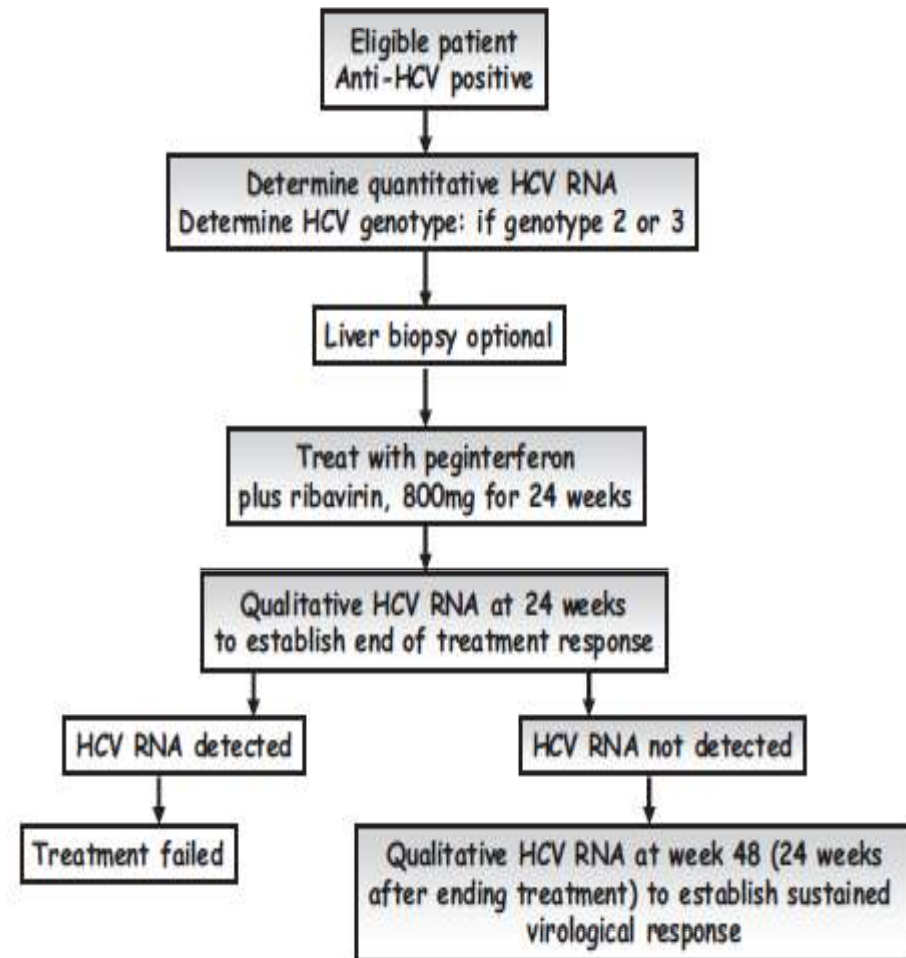 Eligible patient
Anti-HCV positive
Determine quantitative HCV RNA
Determine HCV genotype: if genotype 2 or 3
Liver biopsy optional
Treat with peginterferon
plus ribavirin, 800mg for 24 weeks
Qualitative HCV RNA at 24 weeks
to establish end of treatment response
HCV RNA detected
HCV RNA not detected
Treatment failed
Qualitative HCV RNA at week 48 (24 weeks
after ending treatment) to establish sustained
virological response